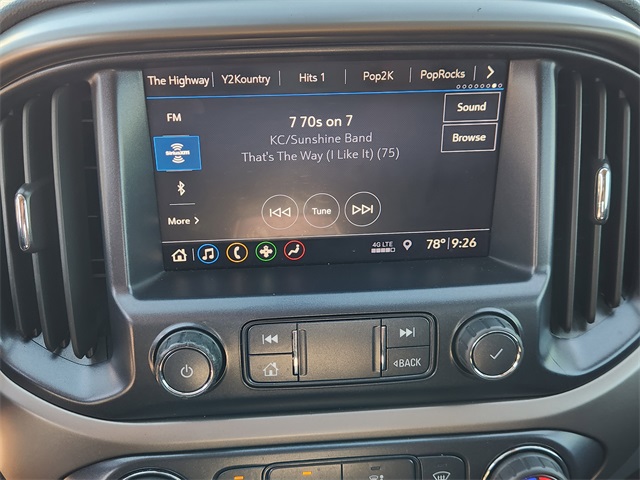 The Highway Y2Kountry Hits 1 Pop2K PopRocks
FM
7 70s on 7
KC/Sunshine Band
That's The Way (I Like It) (75)
Sound
Browse
SiriusXM
More
Tune
4G LTE
78° 9:26
BACK